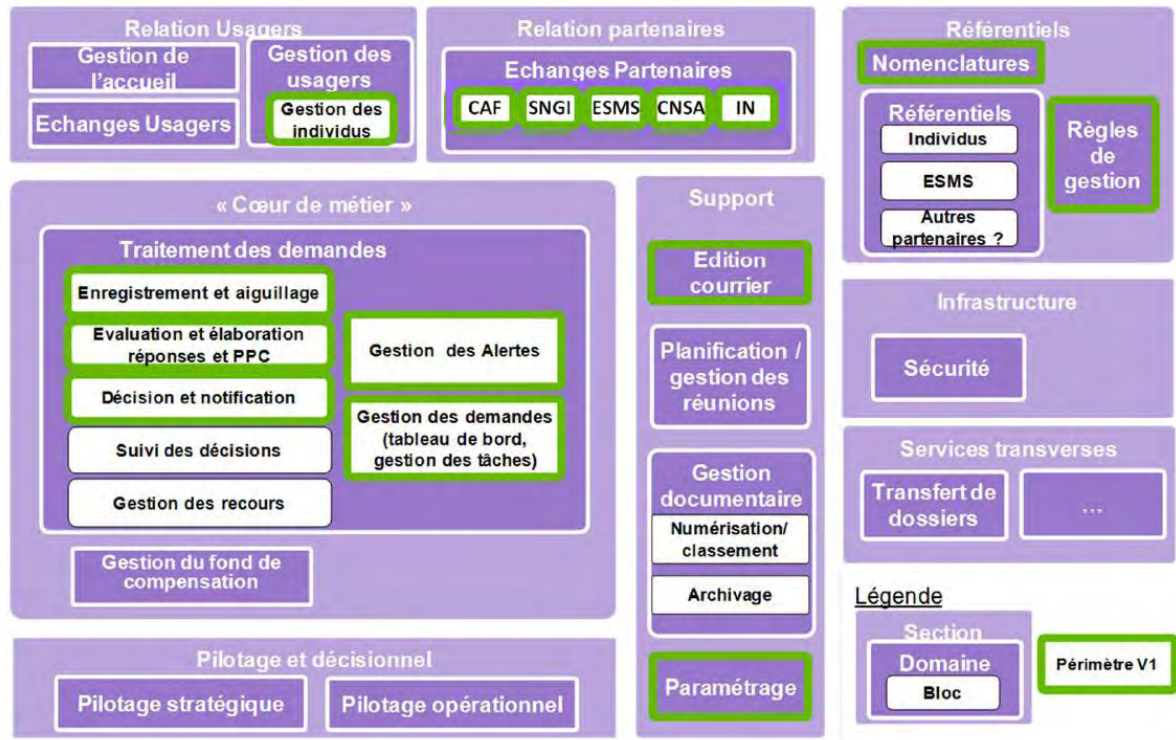 Relation Usagers
Gestion de
l'accueil
Echanges Usagers
Gestion des
usagers
Gestion des
individus
Relation partenaires
Echanges Partenaires
CAF
SNGI
ESMS
CNSA
IN
Référentiels
Nomenclatures
Référentiels
Individus
ESMS
Autres
partenaires ?
Règles
de
gestion
« Cœur de métier »
Traitement des demandes
Enregistrement et aiguillage
Evaluation et élaboration
réponses et PPC
Décision et notification
Suivi des décisions
Gestion des recours
Gestion des Alertes
Gestion des demandes
(tableau de bord,
gestion des tâches)
Gestion du fond de
compensation
Support
Edition
courrier
Planification /
gestion des
réunions
Gestion
documentaire
Numérisation/
classement
Archivage
Paramétrage
Infrastructure
Sécurité
Services transverses
Transfert de
dossiers
...
Pilotage et décisionnel
Pilotage stratégique
Pilotage opérationnel
Légende
Section
Domaine
Bloc
Périmètre V1